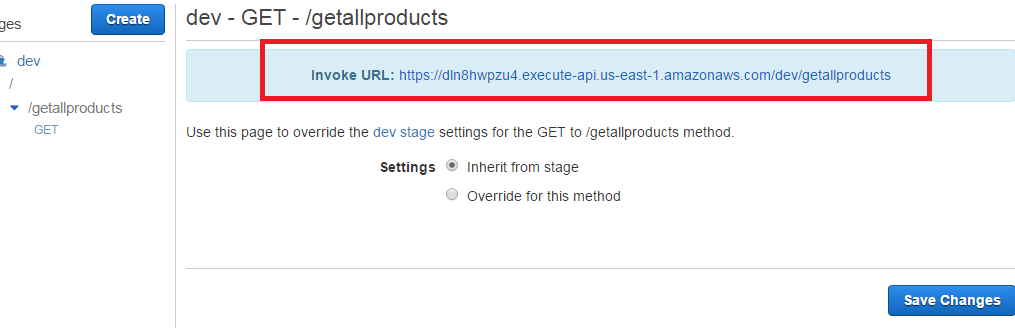 ges
Create
dev
/
/getallproducts
GET
dev - GET - /getallproducts
Invoke URL: https://dln8hwpzu4.execute-api.us-east-1.amazonaws.com/dev/getallproducts
Use this page to override the dev stage settings for the GET to /getallproducts method.
Settings
Inherit from stage
Override for this method
Save Changes